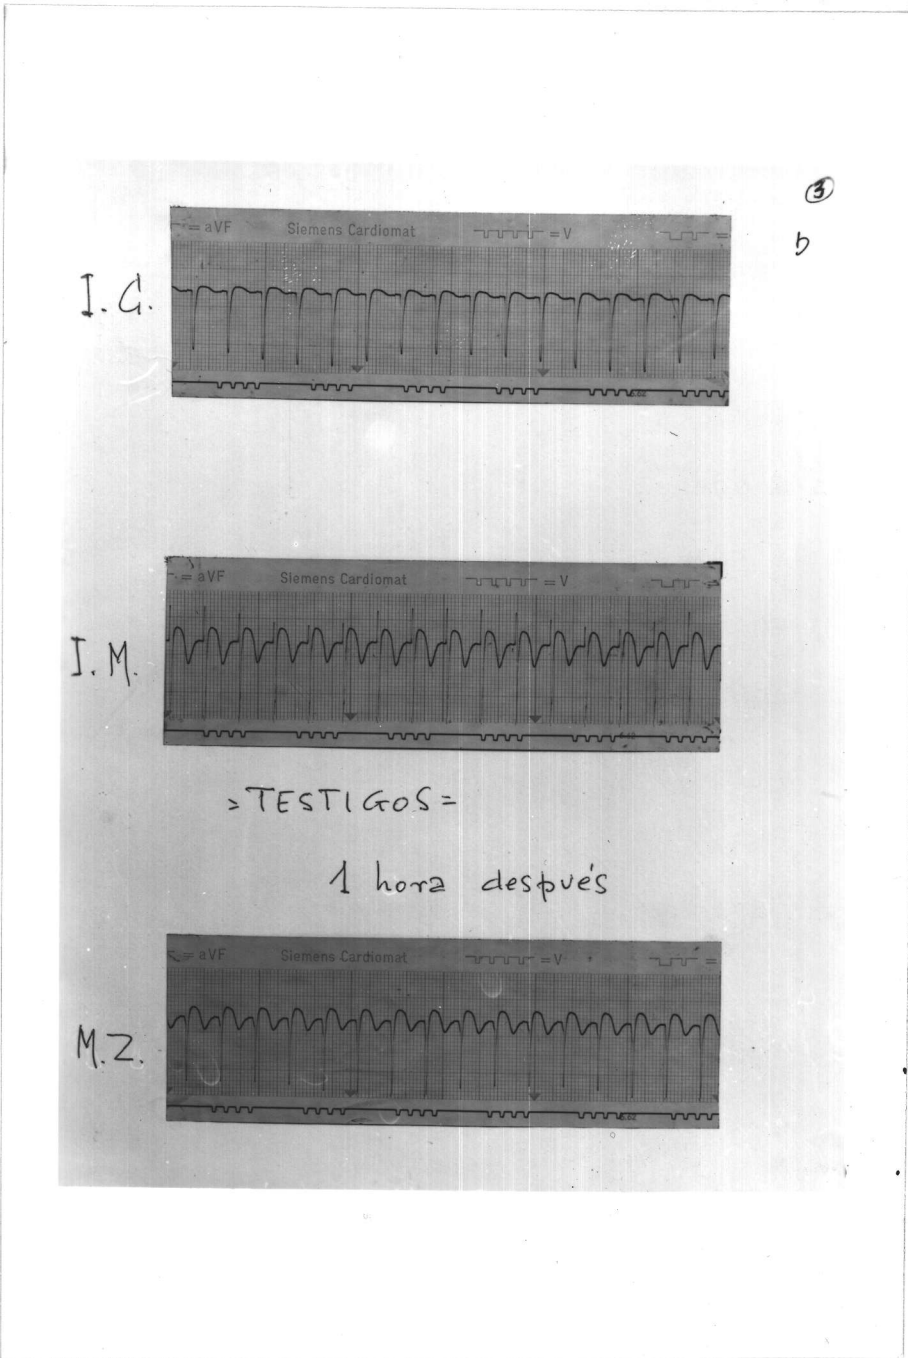 3
b
= aVF Siemens Cardiomat = V =
I.G.
= aVF Siemens Cardiomat = V
I.M.
=TESTIGOS=
1 hora después
= aVF Siemens Cardiomat = V =
M.Z.